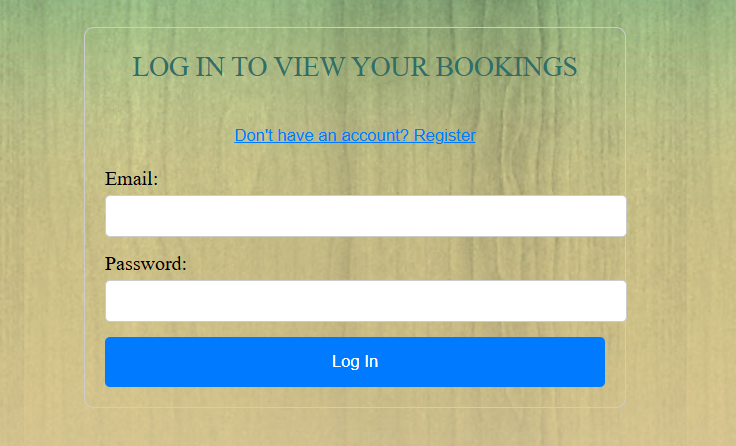 LOG IN TO VIEW YOUR BOOKINGS
Don't have an account? Register
Email:
Password:
Log In